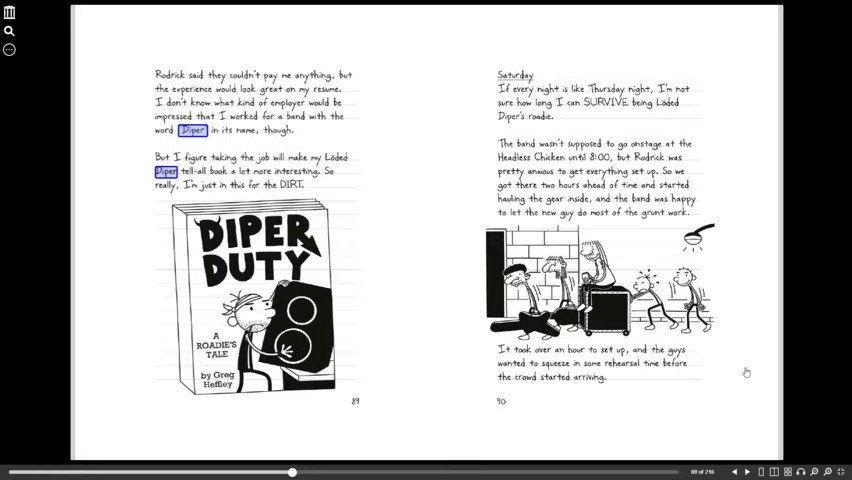 Rodrick said they couldn't pay me anything, but
the experience would look great on my resume.
I don't know what kind of employer would be
impressed that I worked for a band with the
word Diper in its name, though.
But I figure taking the job will make my Löded
Diper tell-all book a lot more interesting. So
really, I'm just in this for the DIRT.
DIPER
DUTY
A
ROADIE'S
TALE
by Greg
Heffley
89
Saturday
If every night is like Thursday night, I'm not
sure how long I can SURVIVE being Löded
Diper's roadie.
The band wasn't supposed to go onstage at the
Headless Chicken until 8:00, but Rodrick was
pretty anxious to get everything set up. So we
got there two hours ahead of time and started
hauling the gear inside, and the band was happy
to let the new guy do most of the grunt work.
It took over an hour to set up, and the guys
wanted to squeeze in some rehearsal time before
the crowd started arriving.
90
89 of 216